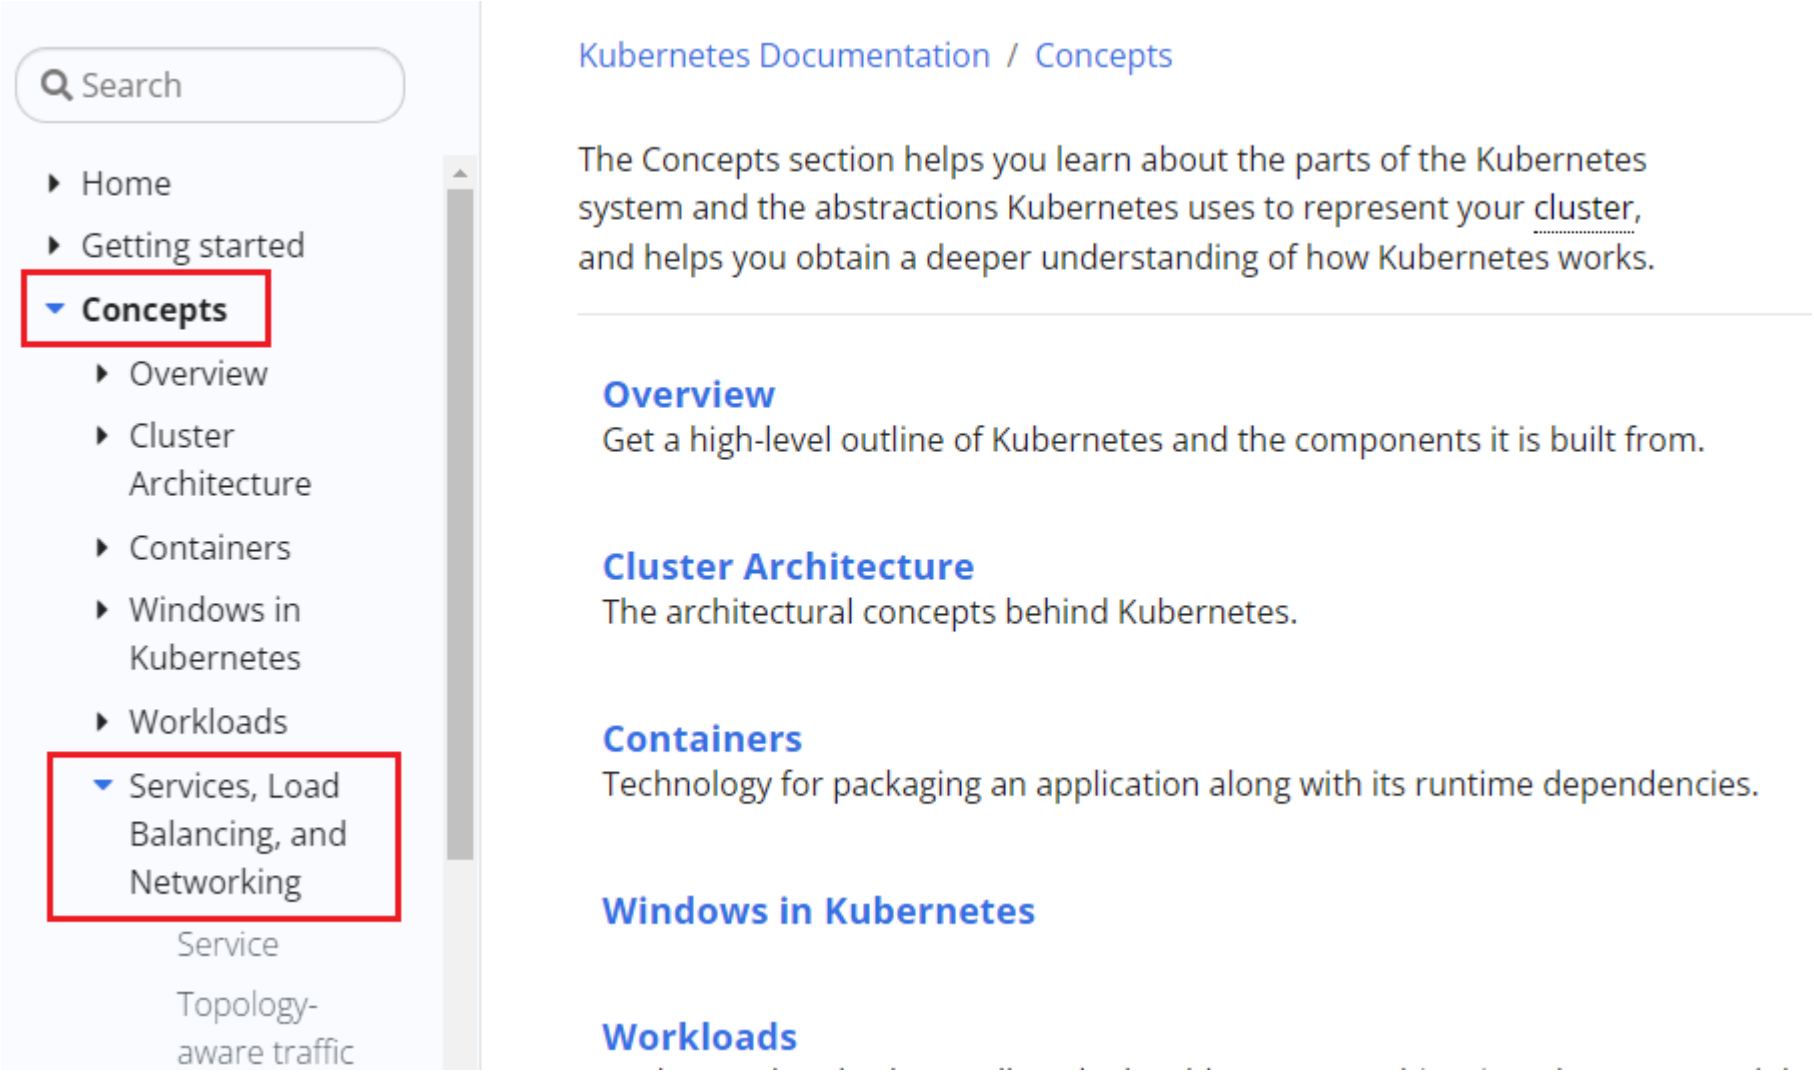 Search
Home
Getting started
Concepts
Overview
Cluster
Architecture
Containers
Windows in
Kubernetes
Workloads
Services, Load
Balancing, and
Networking
Service
Topology-
aware traffic
Kubernetes Documentation / Concepts
The Concepts section helps you learn about the parts of the Kubernetes
system and the abstractions Kubernetes uses to represent your cluster,
and helps you obtain a deeper understanding of how Kubernetes works.
Overview
Get a high-level outline of Kubernetes and the components it is built from.
Cluster Architecture
The architectural concepts behind Kubernetes.
Containers
Technology for packaging an application along with its runtime dependencies.
Windows in Kubernetes
Workloads